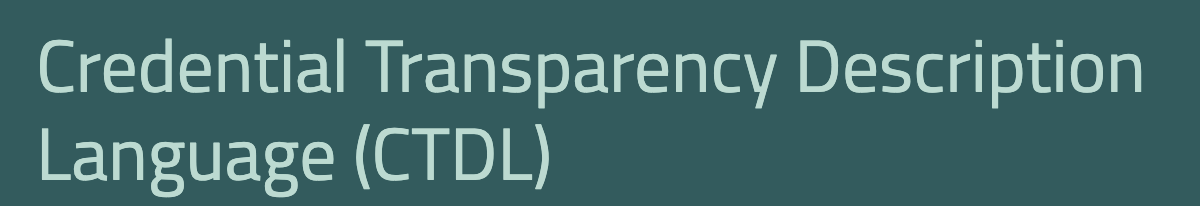 Credential Transparency Description
Language (CTDL)